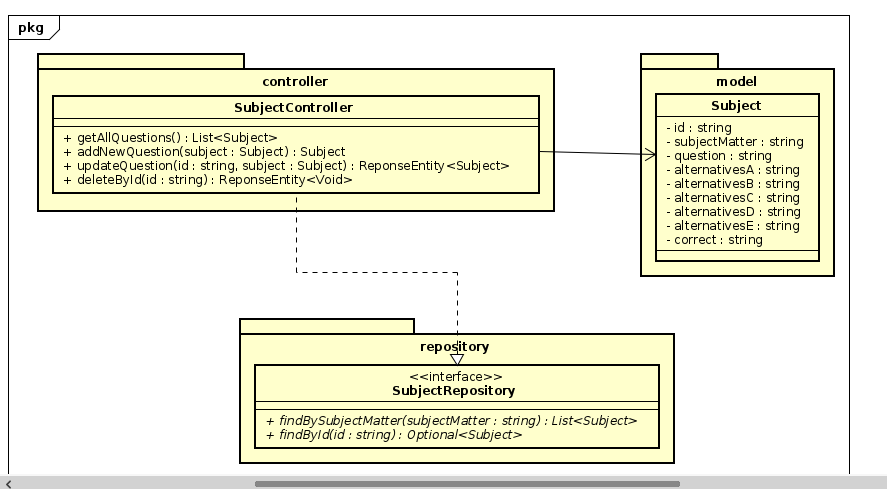 pkg
controller
SubjectController
+ getAllQuestions() : List<Subject>
+ addNewQuestion(subject : Subject) : Subject
+ updateQuestion(id : string, subject : Subject) : ReponseEntity<Subject>
+ deleteById(id : string) : ReponseEntity<Void>
model
Subject
- id : string
- subjectMatter : string
- question : string
- alternativesA : string
- alternativesB : string
- alternativesC : string
- alternativesD : string
- alternativesE : string
- correct : string
repository
<<interface>>
SubjectRepository
+ findBySubjectMatter(subjectMatter : string) : List<Subject>
+ findById(id : string) : Optional<Subject>